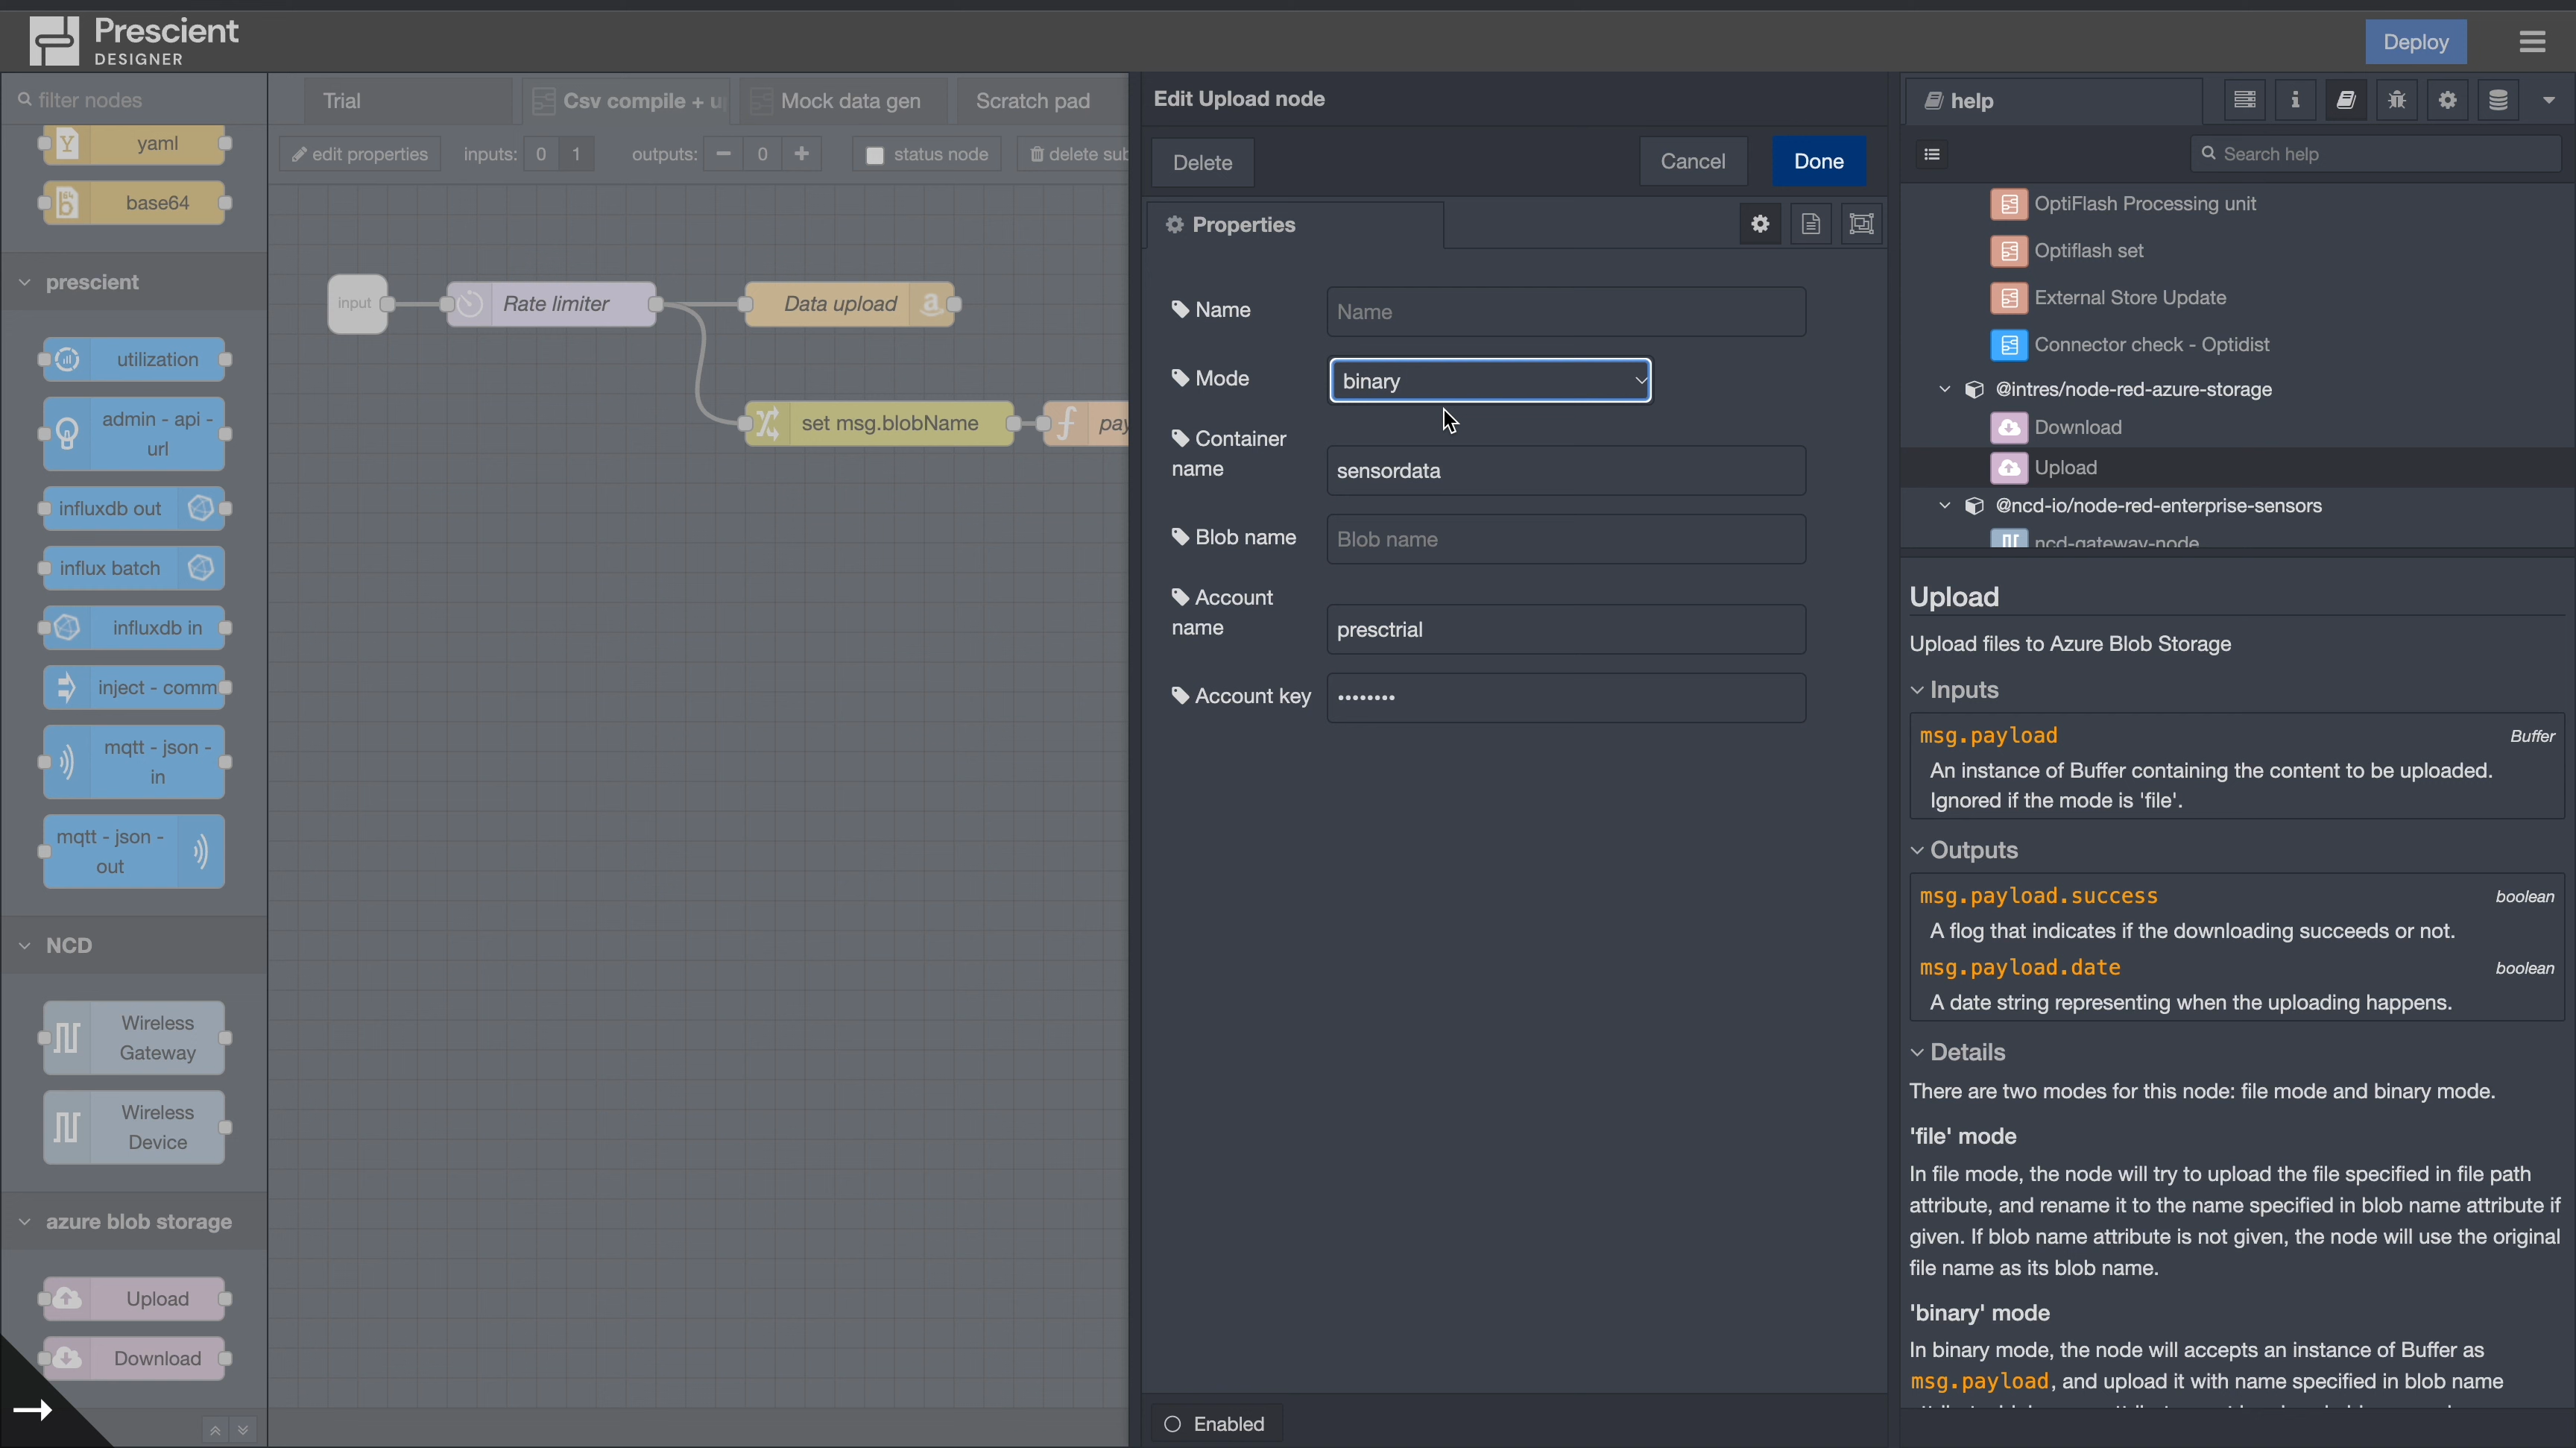 Prescient
DESIGNER
Deploy
filter nodes
yaml
base64
prescient
utilization
admin - api -
url
influxdb out
influx batch
influxdb in
inject - comm
mqtt - json -
in
mqtt - json -
out
NCD
Wireless
Gateway
Wireless
Device
azure blob storage
Upload
Download
Trial
Csv compile + u
Mock data gen
Scratch pad
edit properties
inputs:
0
1
outputs:
0
status node
delete sub
input
Rate limiter
Data upload
set msg.blobName
pay
Edit Upload node
Delete
Cancel
Done
Properties
Name
Name
Mode
binary
Container
name
sensordata
Blob name
Blob name
Account
name
presctrial
Account key
••••••••
Enabled
help
Search help
OptiFlash Processing unit
Optiflash set
External Store Update
Connector check - Optidist
@intres/node-red-azure-storage
Download
Upload
@ncd-io/node-red-enterprise-sensors
ncd-gateway-node
Upload
Upload files to Azure Blob Storage
Inputs
msg.payload
Buffer
An instance of Buffer containing the content to be uploaded.
Ignored if the mode is 'file'.
Outputs
msg.payload.success
boolean
A flog that indicates if the downloading succeeds or not.
msg.payload.date
boolean
A date string representing when the uploading happens.
Details
There are two modes for this node: file mode and binary mode.
'file' mode
In file mode, the node will try to upload the file specified in file path
attribute, and rename it to the name specified in blob name attribute if
given. If blob name attribute is not given, the node will use the original
file name as its blob name.
'binary' mode
In binary mode, the node will accepts an instance of Buffer as
msg.payload, and upload it with name specified in blob name